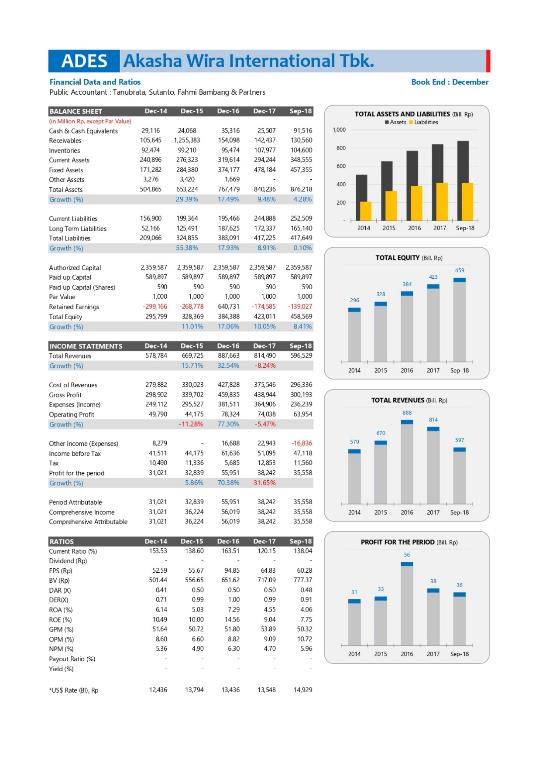 ADES Akasha Wira International Tbk.
Financial Data and Ratios Book End : December
Public Accountant : Tanubrata, Sutanto, Fahmi Bambang & Partners
BALANCE SHEET Dec-14 Dec-15 Dec-16 Dec-17 Sep-18
(in Million Rp, except Par Value)
Cash & Cash Equivalents 29,116 24,068 35,316 25,507 91,516
Receivables 105,645 1,255,383 154,098 142,437 130,560
Inventories 92,474 99,210 95,474 107,977 104,600
Current Assets 240,896 276,323 319,614 294,244 348,555
Fixed Assets 171,282 284,380 374,177 478,184 457,355
Other Assets 3,276 3,420 1,669 - -
Total Assets 504,865 653,224 767,479 840,236 876,218
Growth (%) 29.39% 17.49% 9.48% 4.28%
Current Liabilities 156,900 199,364 195,466 244,888 252,509
Long Term Liabilities 52,166 125,491 187,625 172,337 165,140
Total Liabilities 209,066 324,855 383,091 417,225 417,649
Growth (%) 55.38% 17.93% 8.91% 0.10%
Authorized Capital 2,359,587 2,359,587 2,359,587 2,359,587 2,359,587
Paid up Capital 589,897 589,897 589,897 589,897 589,897
Paid up Capital (Shares) 590 590 590 590 590
Par Value 1,000 1,000 1,000 1,000 1,000
Retained Earnings -299,166 -268,778 640,731 -174,585 -139,027
Total Equity 295,799 328,369 384,388 423,011 458,569
Growth (%) 11.01% 17.06% 10.05% 8.41%
INCOME STATEMENTS Dec-14 Dec-15 Dec-16 Dec-17 Sep-18
Total Revenues 578,784 669,725 887,663 814,490 596,529
Growth (%) 15.71% 32.54% -8.24%
Cost of Revenues 279,882 330,023 427,828 375,546 296,336
Gross Profit 298,902 339,702 459,835 438,944 300,193
Expenses (Income) 249,112 295,527 381,511 364,906 236,239
Operating Profit 49,790 44,175 78,324 74,038 63,954
Growth (%) -11.28% 77.30% -5.47%
Other Income (Expenses) 8,279 - 16,688 22,943 -16,836
Income before Tax 41,511 44,175 61,636 51,095 47,118
Tax 10,490 11,336 5,685 12,853 11,560
Profit for the period 31,021 32,839 55,951 38,242 35,558
Growth (%) 5.86% 70.38% 31.65%
Period Attributable 31,021 32,839 55,951 38,242 35,558
Comprehensive Income 31,021 36,224 56,019 38,242 35,558
Comprehensive Attributable 31,021 36,224 56,019 38,242 35,558
RATIOS Dec-14 Dec-15 Dec-16 Dec-17 Sep-18
Current Ratio (%) 153.53 138.60 163.51 120.15 138.04
Dividend (Rp) - - - - -
EPS (Rp) 52.59 55.67 94.85 64.83 60.28
BV (Rp) 501.44 556.65 651.62 717.09 777.37
DAR (X) 0.41 0.50 0.50 0.50 0.48
DER(X) 0.71 0.99 1.00 0.99 0.91
ROA (%) 6.14 5.03 7.29 4.55 4.06
ROE (%) 10.49 10.00 14.56 9.04 7.75
GPM (%) 51.64 50.72 51.80 53.89 50.32
OPM (%) 8.60 6.60 8.82 9.09 10.72
NPM (%) 5.36 4.90 6.30 4.70 5.96
Payout Ratio (%) - - - - -
Yield (%) - - - - -
*US$ Rate (BI), Rp 12,436 13,794 13,436 13,548 14,929
TOTAL ASSETS AND LIABILITIES (Bill. Rp)
Assets Liabilities
1,000
800
600
400
200
-
2014 2015 2016 2017 Sep-18
TOTAL EQUITY (Bill. Rp)
296 328 384 423 459
2014 2015 2016 2017 Sep-18
TOTAL REVENUES (Bill. Rp)
579 670 888 814 597
2014 2015 2016 2017 Sep-18
PROFIT FOR THE PERIOD (Bill. Rp)
31 33 56 38 36
2014 2015 2016 2017 Sep-18